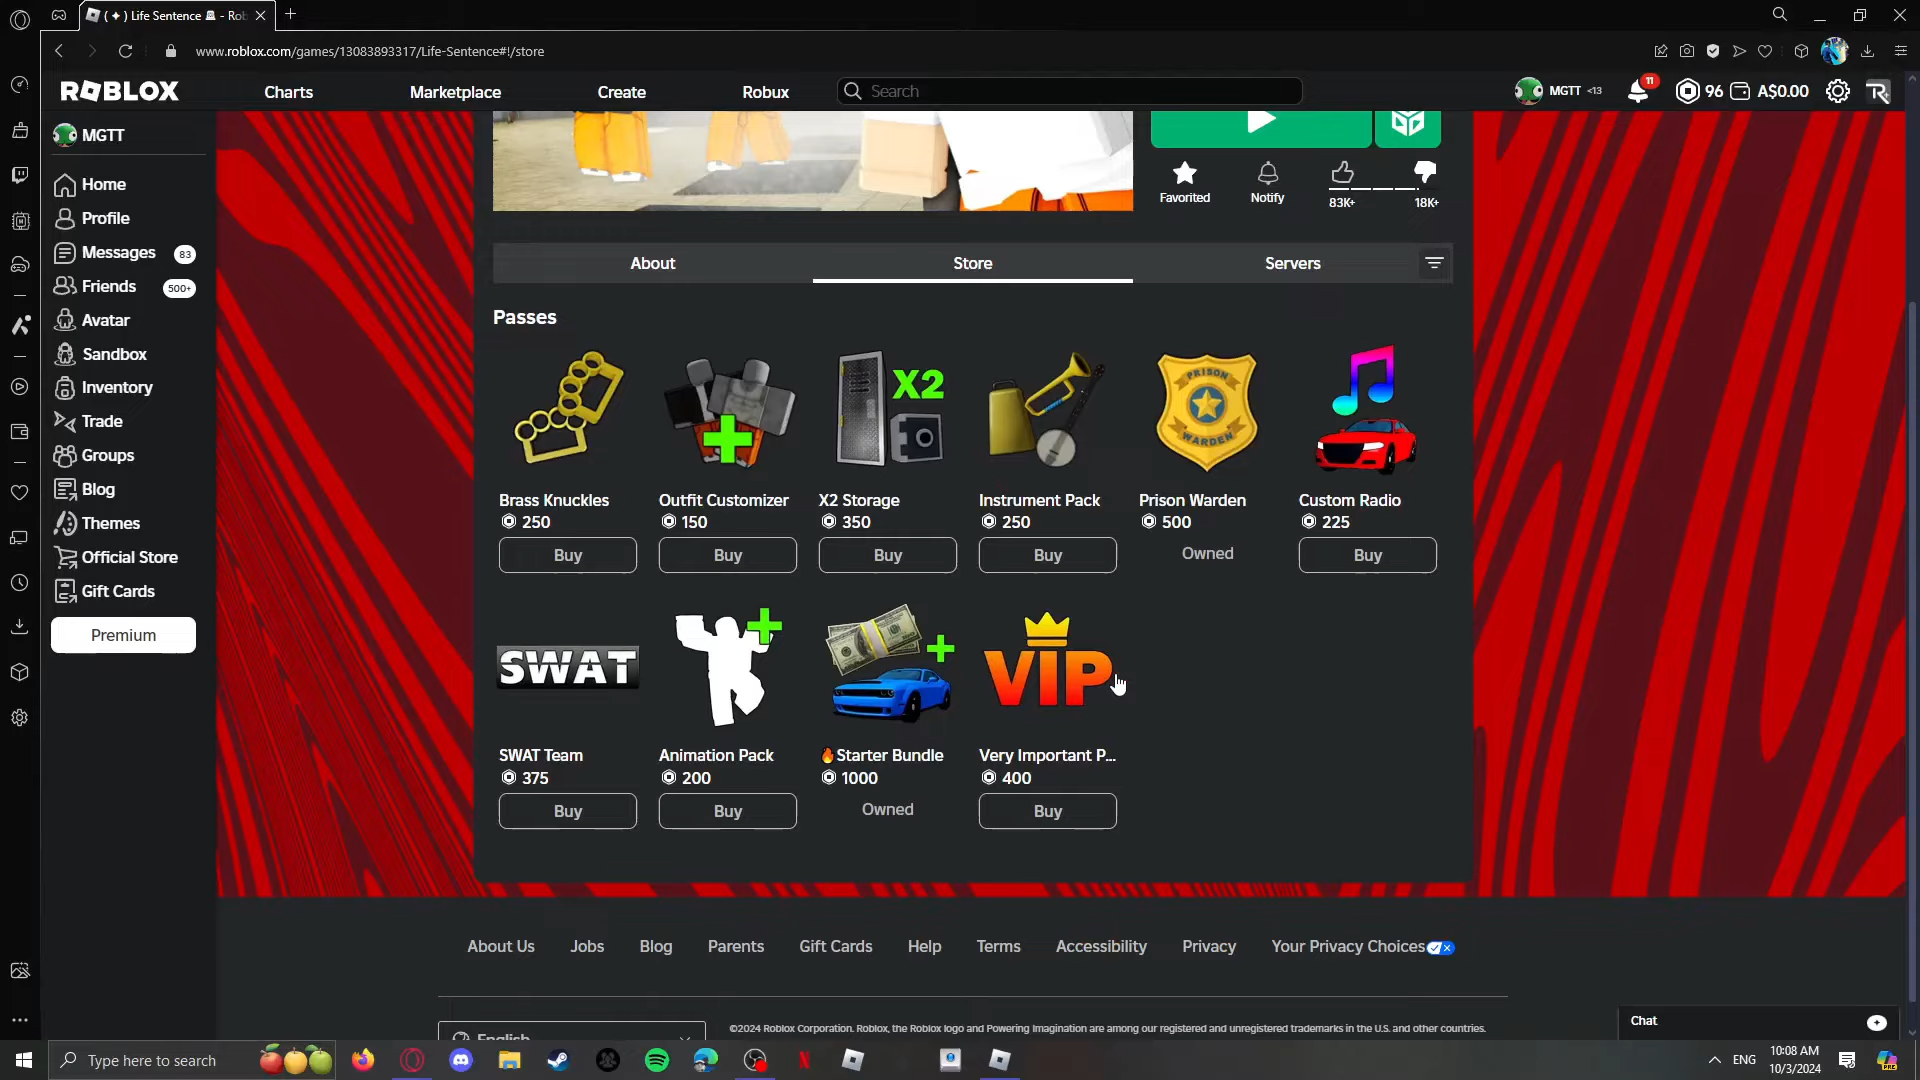 ( ✦ ) Life Sentence 🚨 - Rob
www.roblox.com/games/13083893317/Life-Sentence#!/store
ROBLOX
Charts
Marketplace
Create
Robux
Search
MGTT <13
11
96
A$0.00
MGTT
Home
Profile
Messages 83
Friends 500+
Avatar
Sandbox
Inventory
Trade
Groups
Blog
Themes
Official Store
Gift Cards
Premium
Favorited
Notify
83K+
18K+
About
Store
Servers
Passes
X2
PRISON
WARDEN
Brass Knuckles
250
Buy
Outfit Customizer
150
Buy
X2 Storage
350
Buy
Instrument Pack
250
Buy
Prison Warden
500
Owned
Custom Radio
225
Buy
SWAT
VIP
SWAT Team
375
Buy
Animation Pack
200
Buy
🔥Starter Bundle
1000
Owned
Very Important P...
400
Buy
About Us
Jobs
Blog
Parents
Gift Cards
Help
Terms
Accessibility
Privacy
Your Privacy Choices
English
©2024 Roblox Corporation. Roblox, the Roblox logo and Powering Imagination are among our registered and unregistered trademarks in the U.S. and other countries.
Chat
Type here to search
ENG
10:08 AM
10/3/2024
PRE